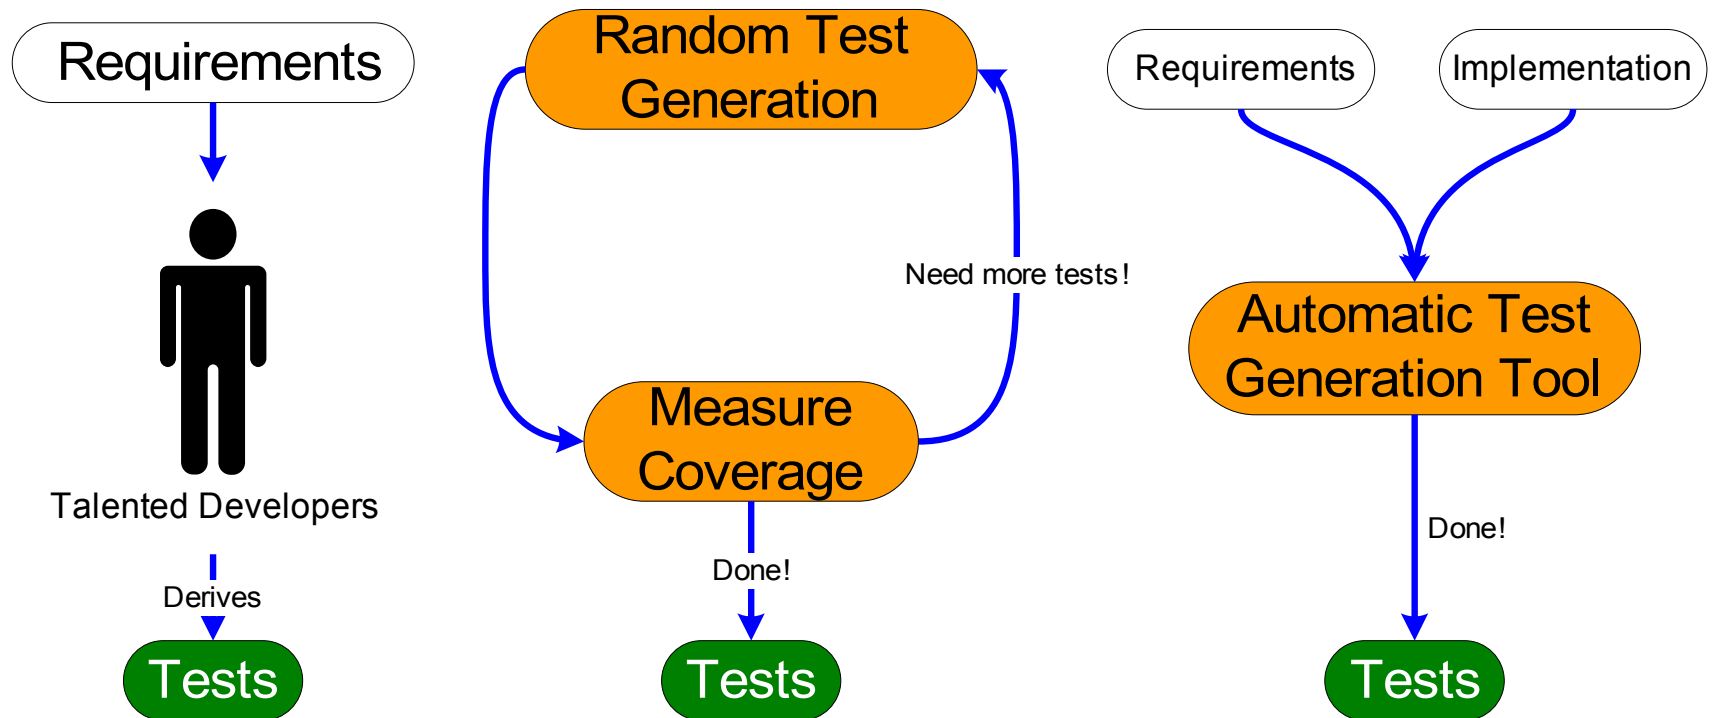 Requirements
Talented Developers
Derives
Tests
Random Test
Generation
Need more tests!
Measure
Coverage
Done!
Tests
Requirements
Implementation
Automatic Test
Generation Tool
Done!
Tests